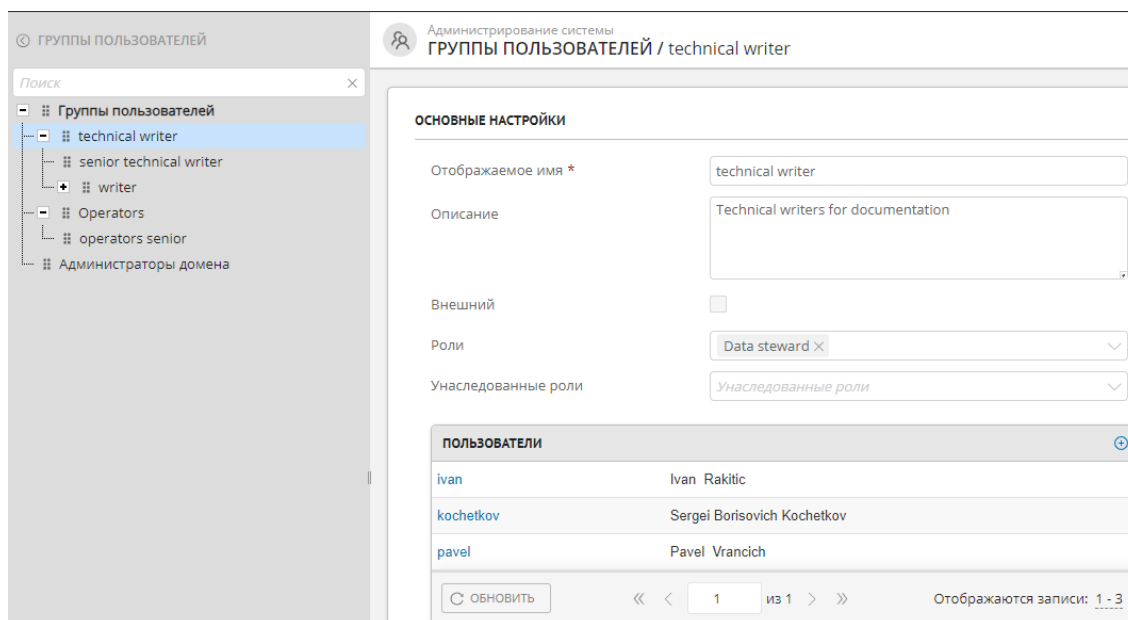 ГРУППЫ ПОЛЬЗОВАТЕЛЕЙ
Поиск
Группы пользователей
technical writer
senior technical writer
writer
Operators
operators senior
Администраторы домена
Администрирование системы
ГРУППЫ ПОЛЬЗОВАТЕЛЕЙ / technical writer
ОСНОВНЫЕ НАСТРОЙКИ
Отображаемое имя * technical writer
Описание Technical writers for documentation
Внешний
Роли Data steward
Унаследованные роли Унаследованные роли
ПОЛЬЗОВАТЕЛИ
ivan Ivan Rakitic
kochetkov Sergei Borisovich Kochetkov
pavel Pavel Vrancich
ОБНОВИТЬ 1 из 1 Отображаются записи: 1 - 3